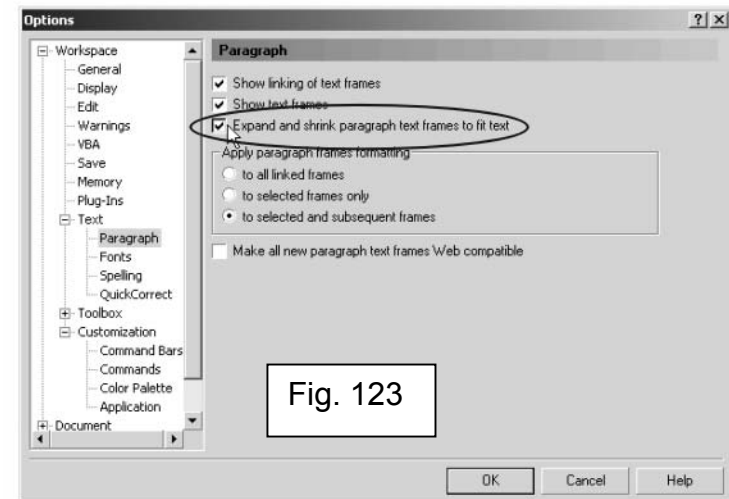 Options
Workspace
General
Display
Edit
Warnings
VBA
Save
Memory
Plug-Ins
Text
Paragraph
Fonts
Spelling
QuickCorrect
Toolbox
Customization
Command Bars
Commands
Color Palette
Application
Document
Paragraph
Show linking of text frames
Show text frames
Expand and shrink paragraph text frames to fit text
Apply paragraph frames formatting
to all linked frames
to selected frames only
to selected and subsequent frames
Make all new paragraph text frames Web compatible
Fig. 123
OK
Cancel
Help